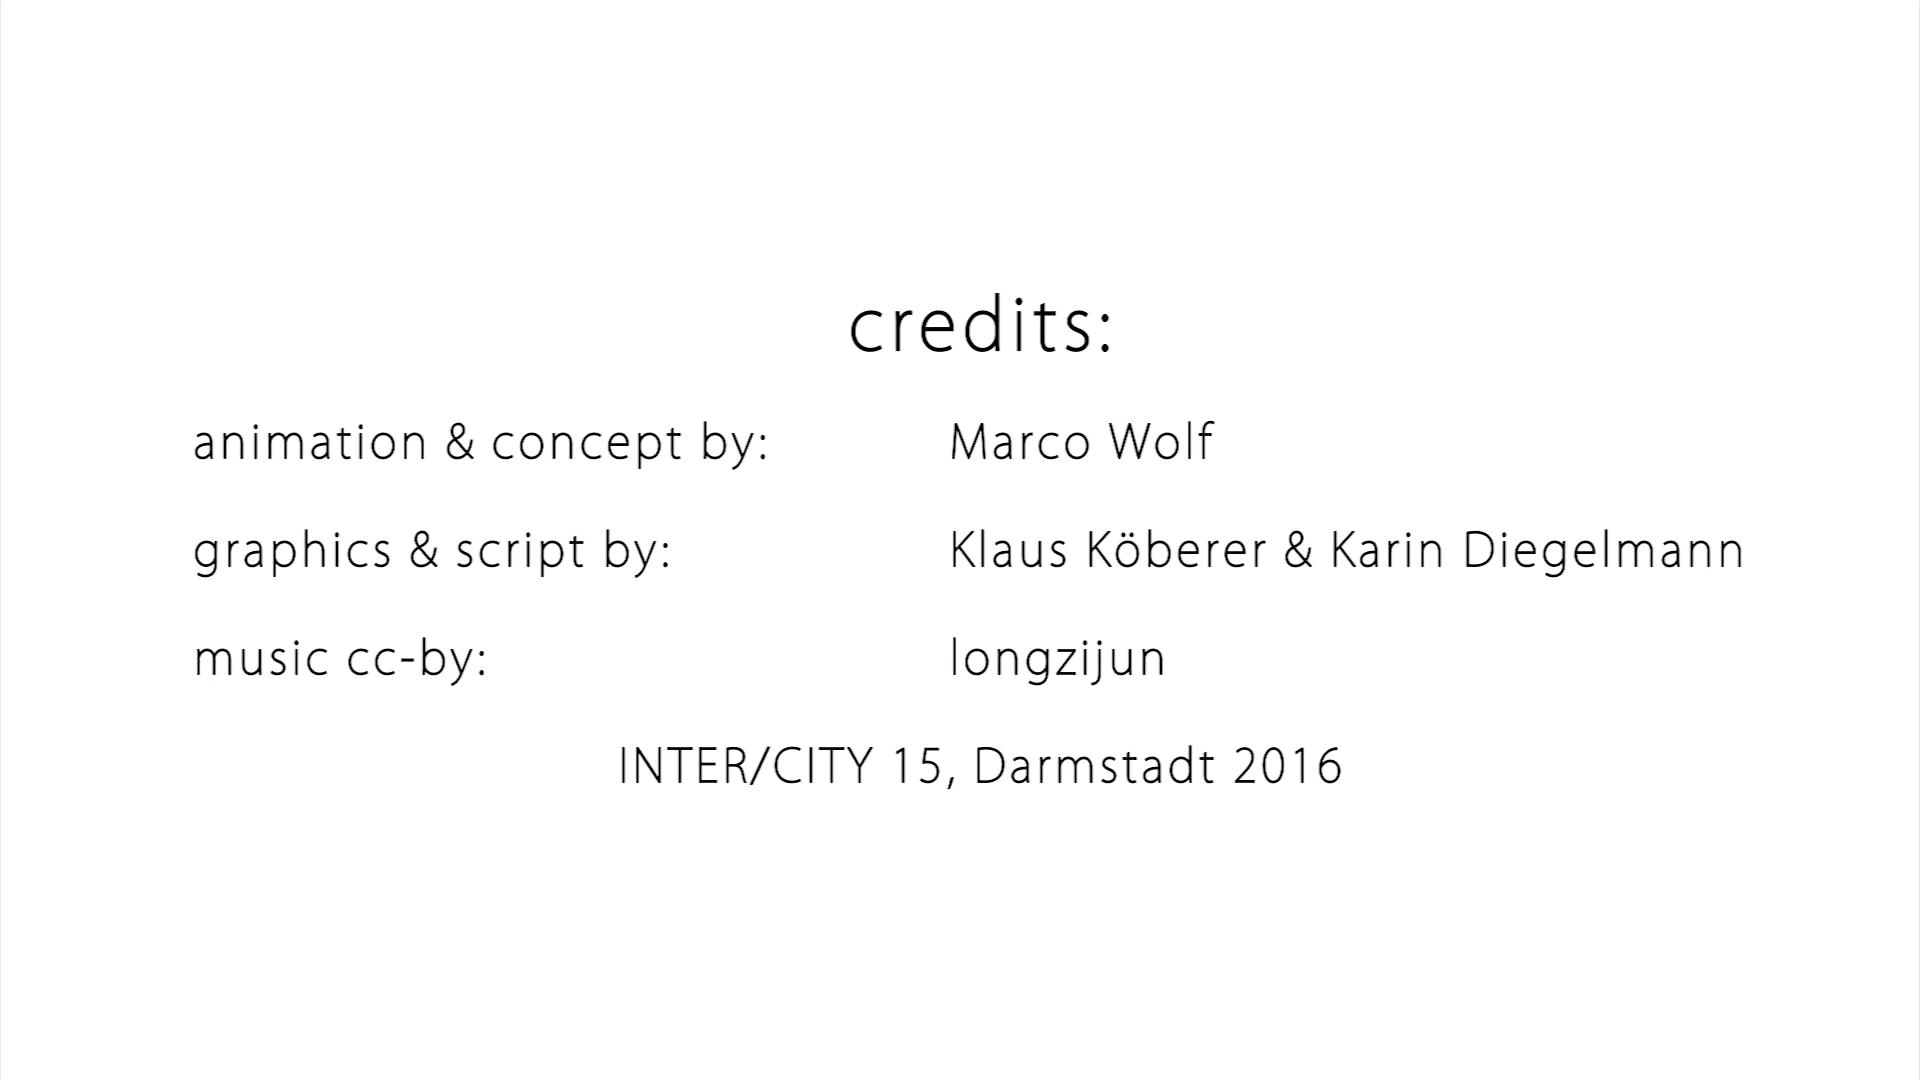 credits:
animation & concept by: Marco Wolf
graphics & script by: Klaus Köberer & Karin Diegelmann
music cc-by: longzijun
INTER/CITY 15, Darmstadt 2016